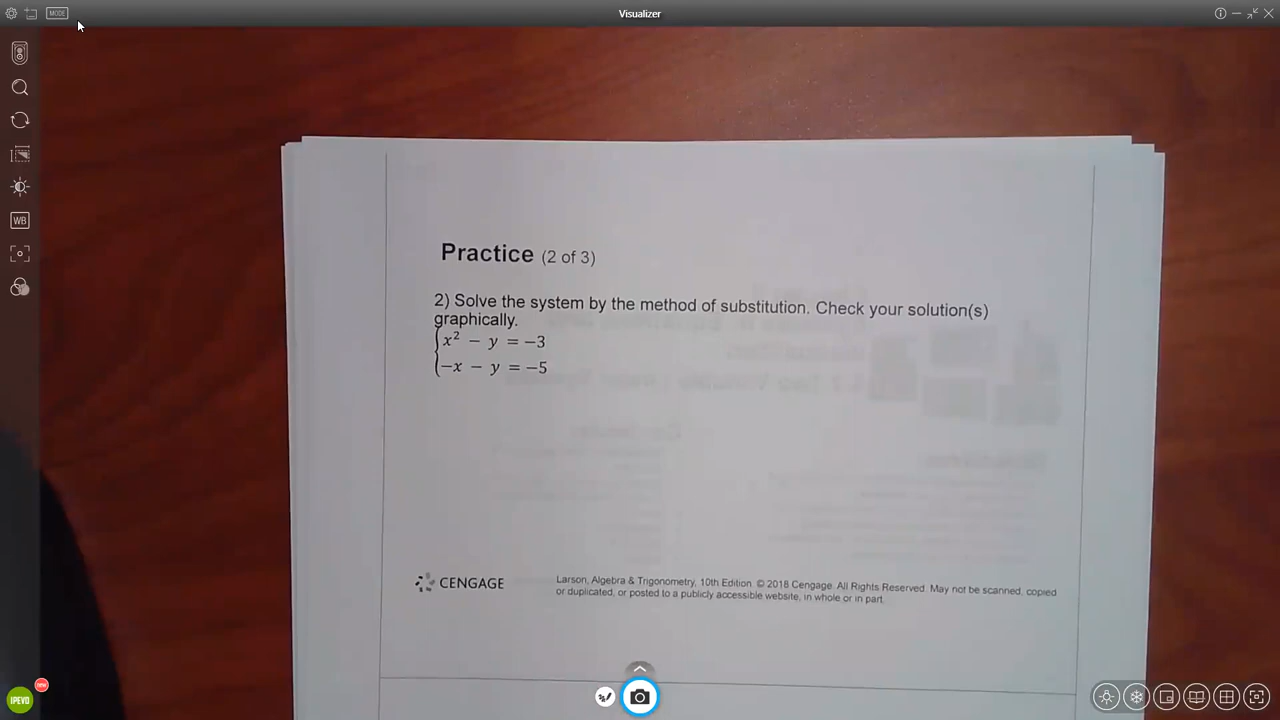 MODE
Visualizer
WB
Practice (2 of 3)
2) Solve the system by the method of substitution. Check your solution(s)
graphically.
x² − y = −3
−x − y = −5
CENGAGE
Larson, Algebra & Trigonometry, 10th Edition. © 2018 Cengage. All Rights Reserved. May not be scanned, copied
or duplicated, or posted to a publicly accessible website, in whole or in part.
IPEVO
new